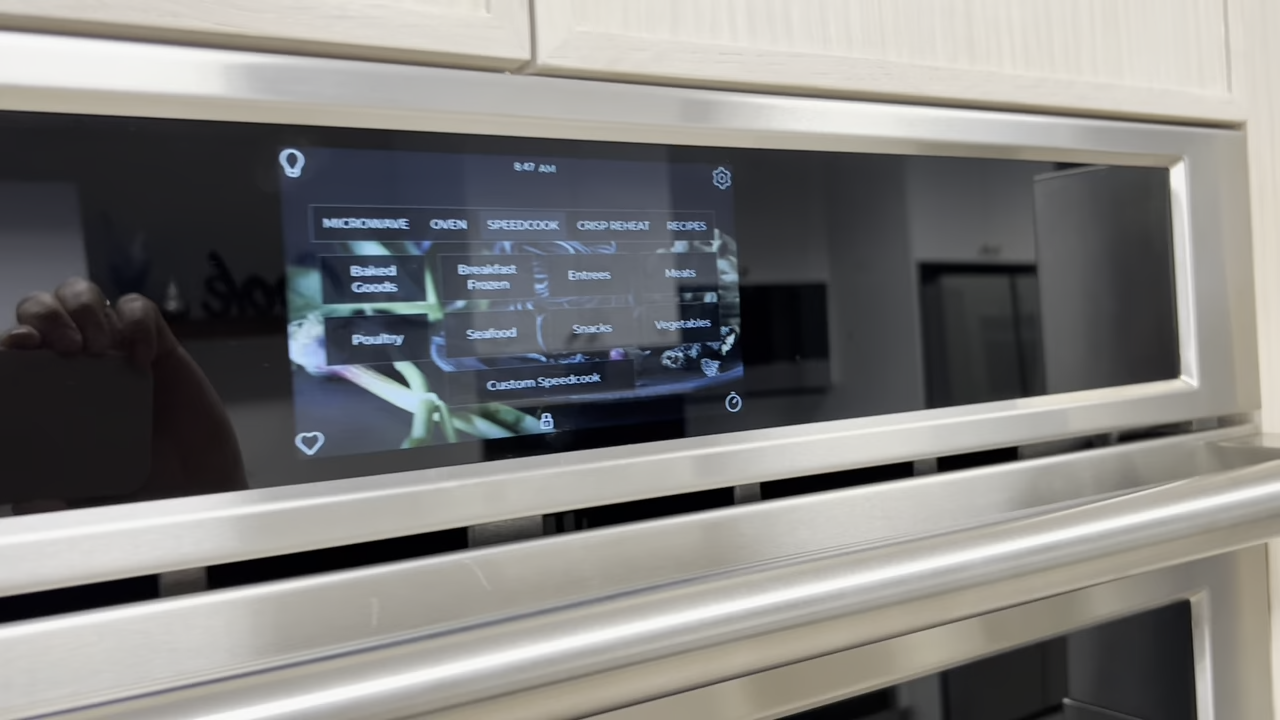 8:47 AM
MICROWAVE OVEN SPEEDCOOK CRISP REHEAT RECIPES
Baked Goods
Breakfast Frozen
Entrees
Meats
Poultry
Seafood
Snacks
Vegetables
Custom Speedcook